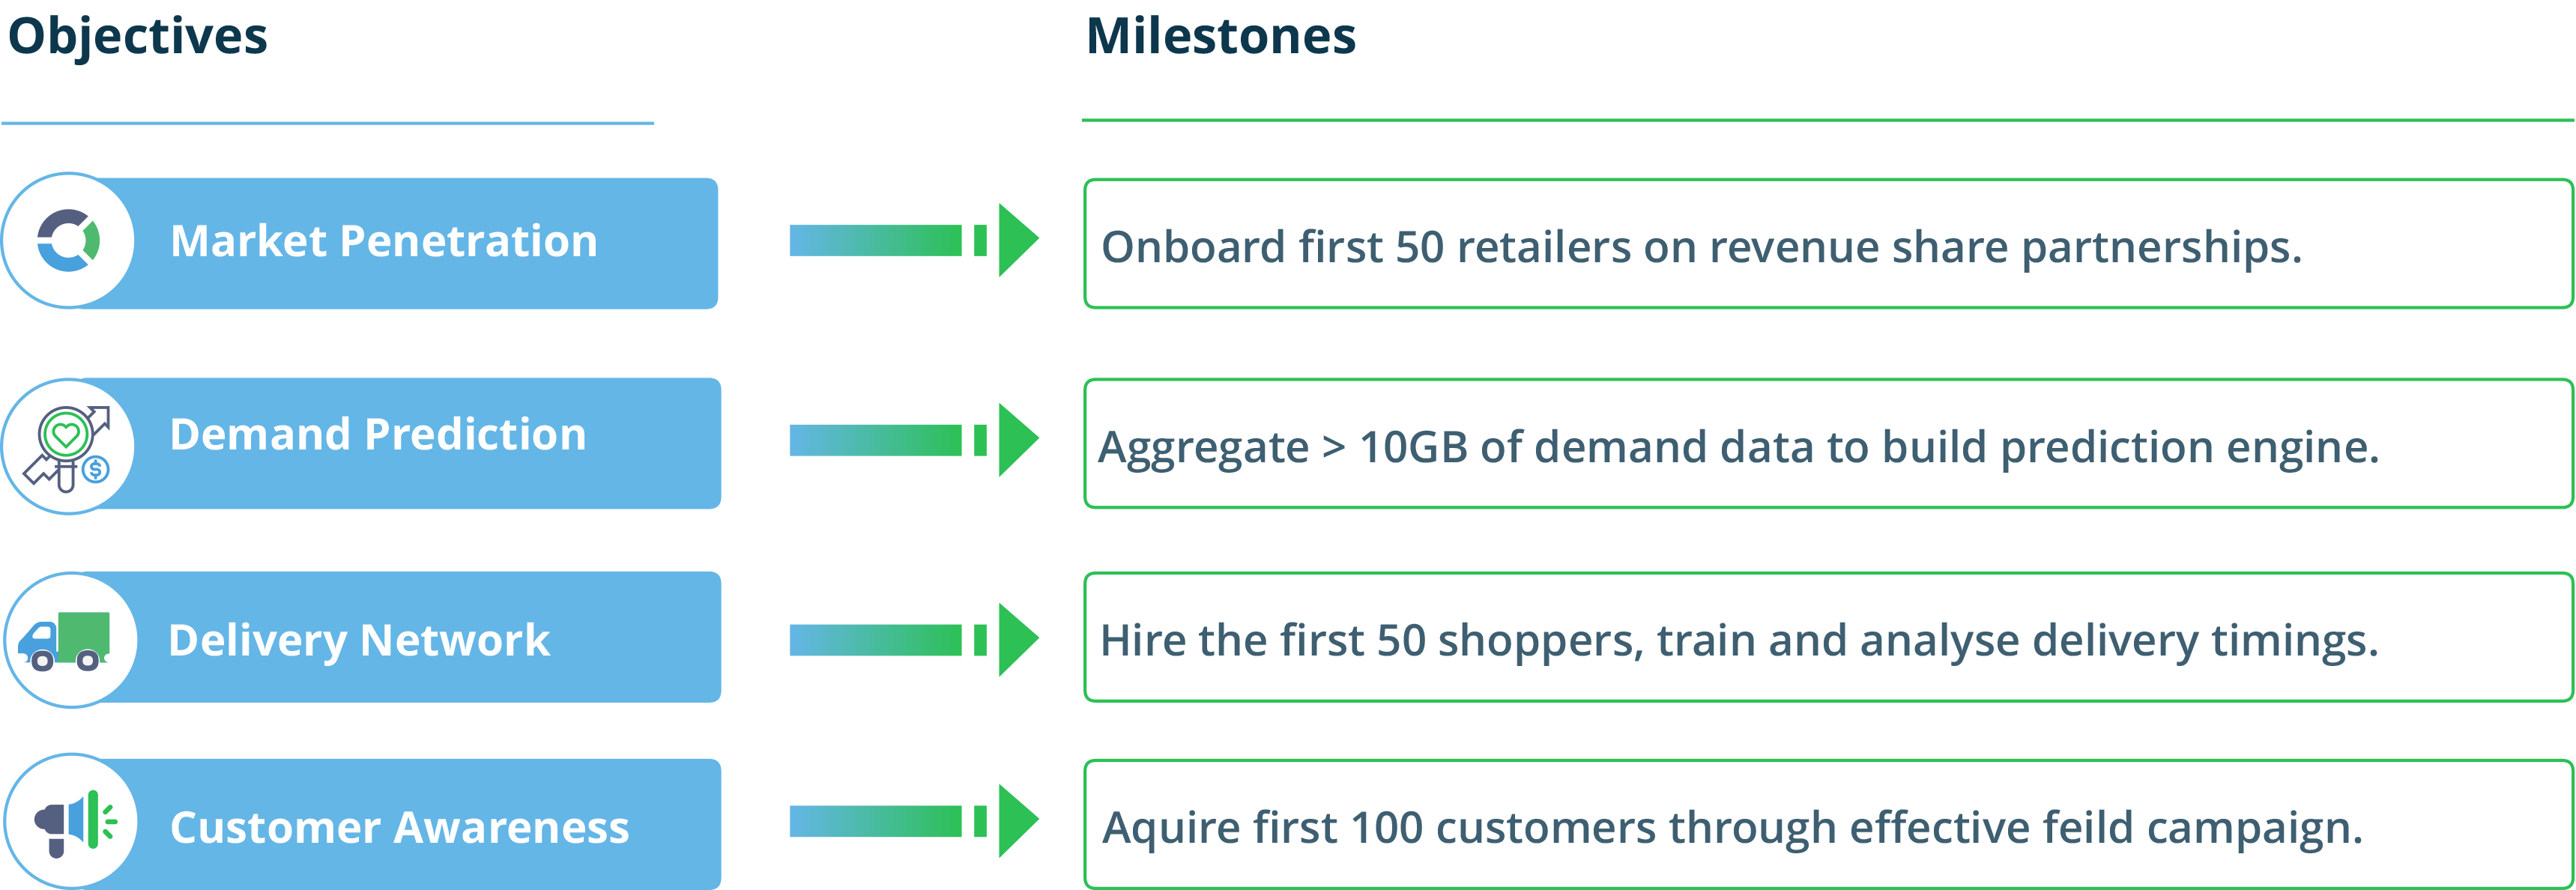 Objectives
Milestones
Market Penetration
Onboard first 50 retailers on revenue share partnerships.
Demand Prediction
Aggregate > 10GB of demand data to build prediction engine.
Delivery Network
Hire the first 50 shoppers, train and analyse delivery timings.
Customer Awareness
Aquire first 100 customers through effective feild campaign.